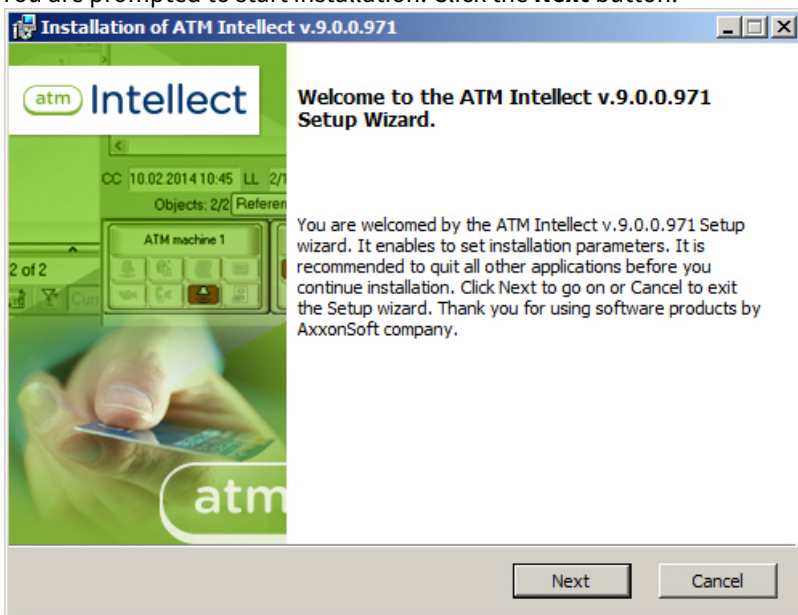 You are prompted to start installation. Click the Next button.
Installation of ATM Intellect v.9.0.0.971
atm Intellect
CC 10.02.2014 10:45 LL 2/1
Objects: 2/2 Referen
ATM machine 1
2 of 2
Curr
atm
Welcome to the ATM Intellect v.9.0.0.971
Setup Wizard.
You are welcomed by the ATM Intellect v.9.0.0.971 Setup
wizard. It enables to set installation parameters. It is
recommended to quit all other applications before you
continue installation. Click Next to go on or Cancel to exit
the Setup wizard. Thank you for using software products by
AxxonSoft company.
Next Cancel